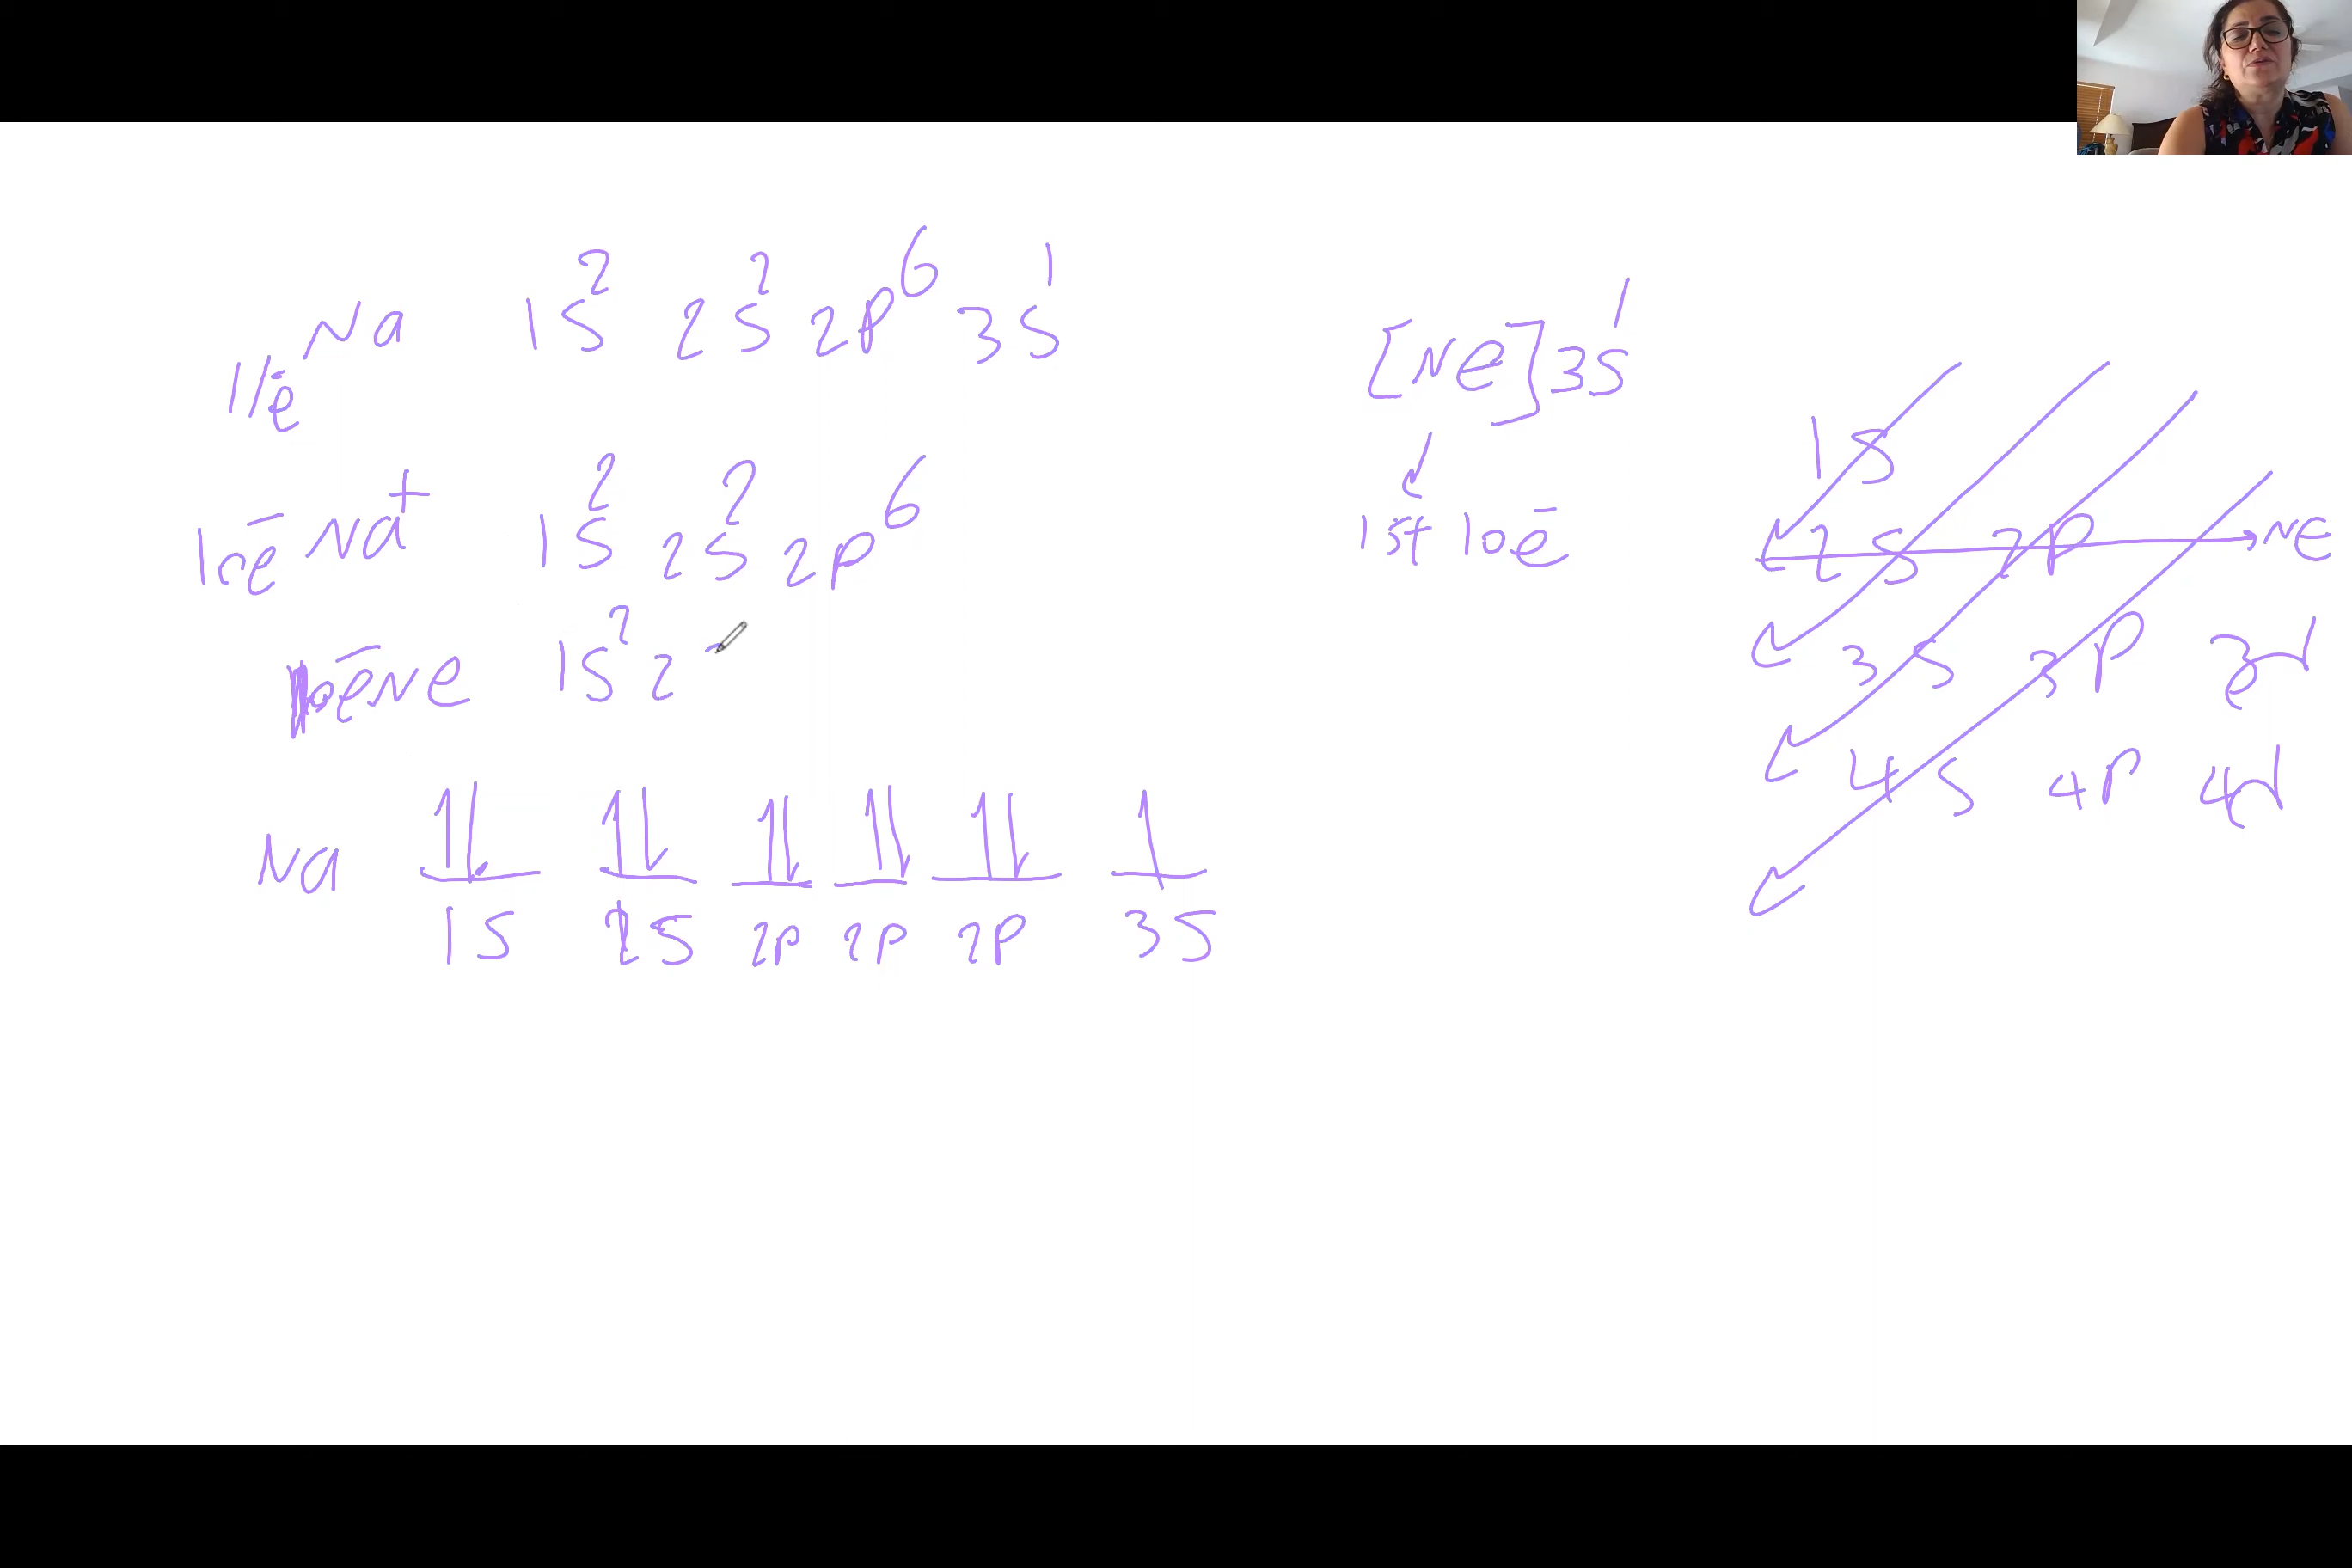 Na 1s² 2s² 2p⁶ 3s¹
11e̅
[Ne] 3s¹
1st 10e̅
10e̅ Na⁺ 1s² 2s² 2p⁶
10e̅ Ne 1s² 2
Na 1s 2s 2p 2p 2p 3s
1s
2s 2p → Ne
3s 3p 3d
4s 4p 4d